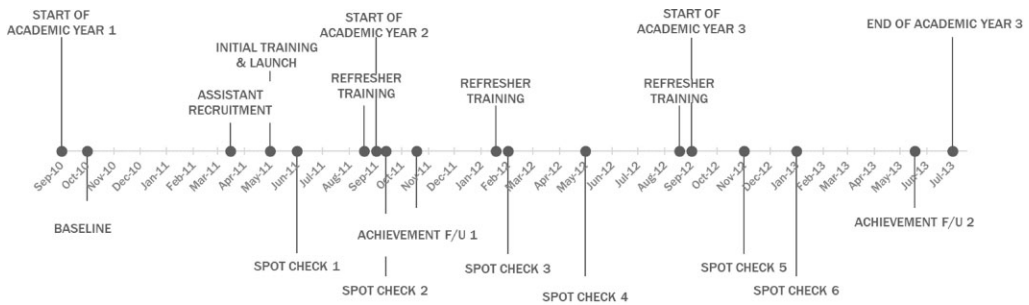 START OF
ACADEMIC YEAR 1
INITIAL TRAINING
& LAUNCH
ASSISTANT
RECRUITMENT
START OF
ACADEMIC YEAR 2
REFRESHER
TRAINING
REFRESHER
TRAINING
START OF
ACADEMIC YEAR 3
REFRESHER
TRAINING
END OF ACADEMIC YEAR 3
Sep-10
Oct-10
Nov-10
Dec-10
Jan-11
Feb-11
Mar-11
Apr-11
May-11
Jun-11
Jul-11
Aug-11
Sep-11
Oct-11
Nov-11
Dec-11
Jan-12
Feb-12
Mar-12
Apr-12
May-12
Jun-12
Jul-12
Aug-12
Sep-12
Oct-12
Nov-12
Dec-12
Jan-13
Feb-13
Mar-13
Apr-13
May-13
Jun-13
Jul-13
BASELINE
SPOT CHECK 1
ACHIEVEMENT F/U 1
SPOT CHECK 2
SPOT CHECK 3
SPOT CHECK 4
SPOT CHECK 5
SPOT CHECK 6
ACHIEVEMENT F/U 2